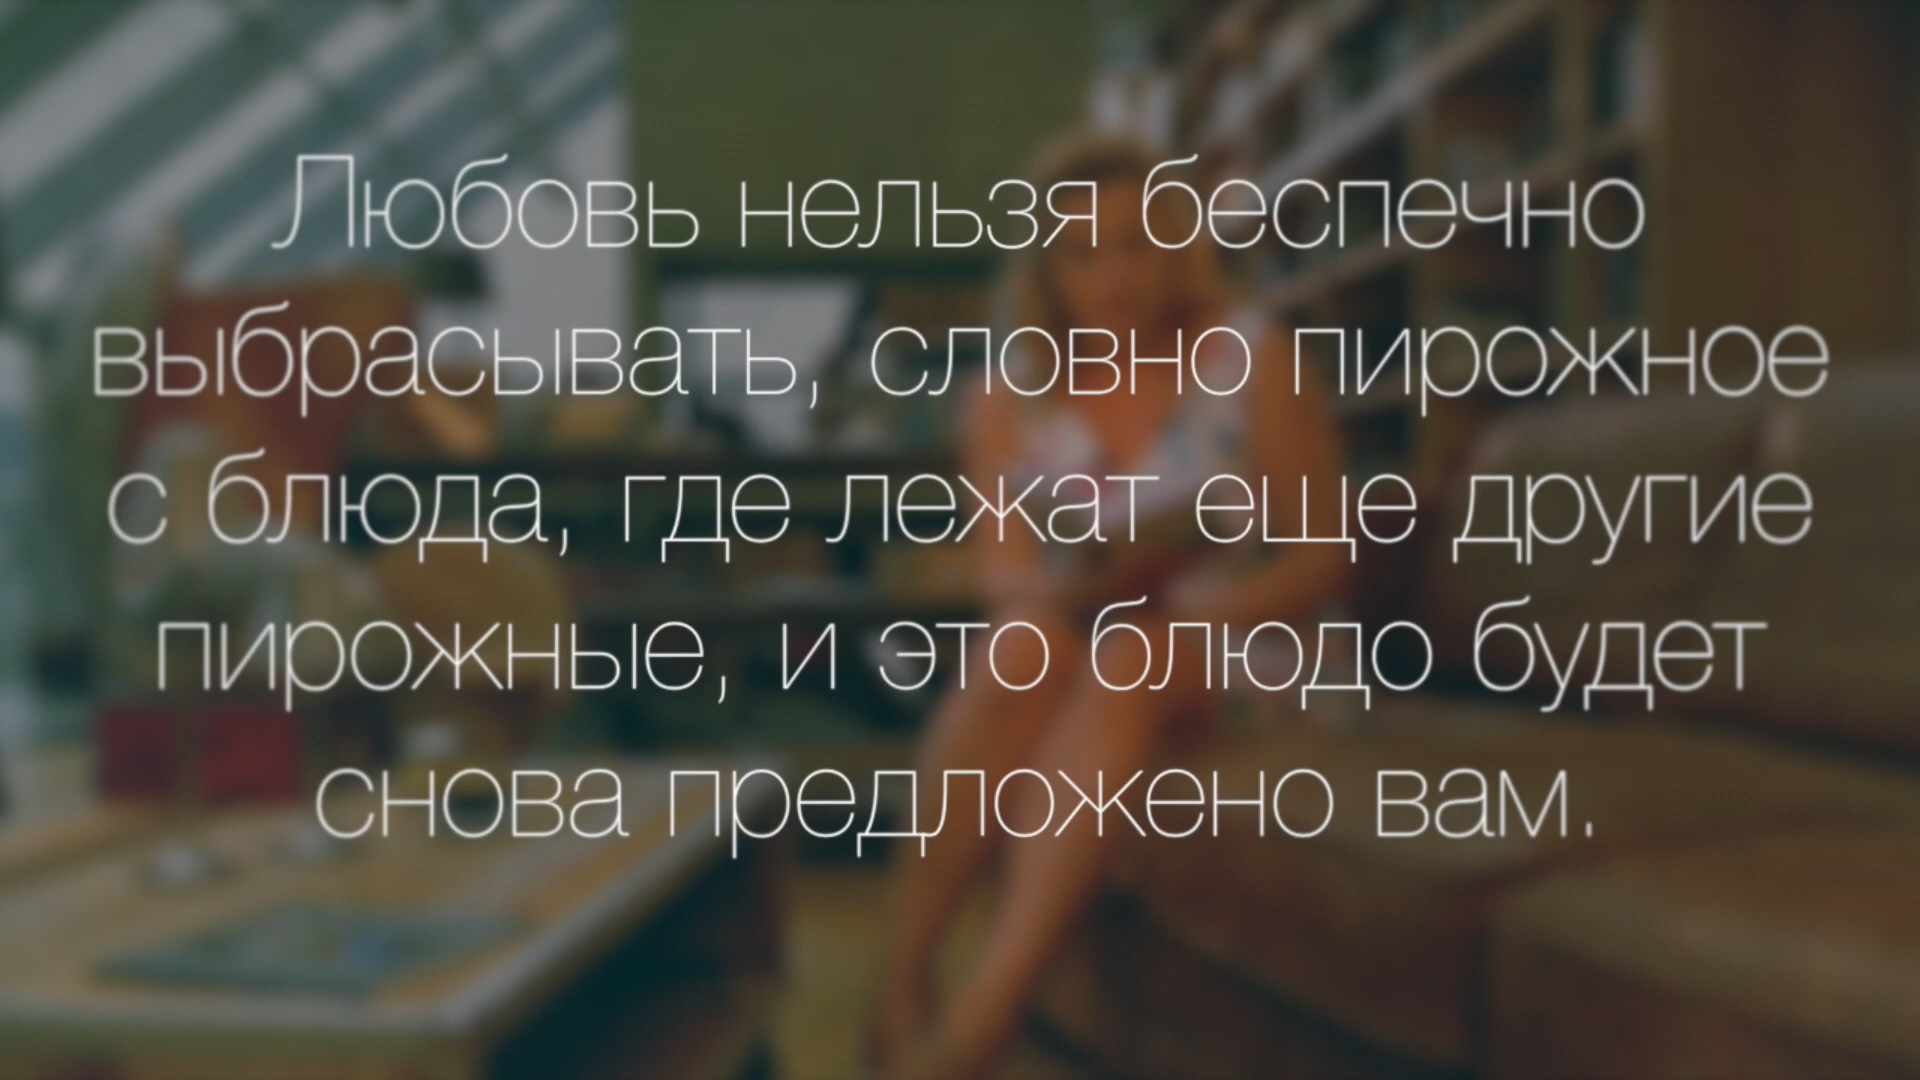 Любовь нельзя беспечно
выбрасывать, словно пирожное
с блюда, где лежат еще другие
пирожные, и это блюдо будет
снова предложено вам.